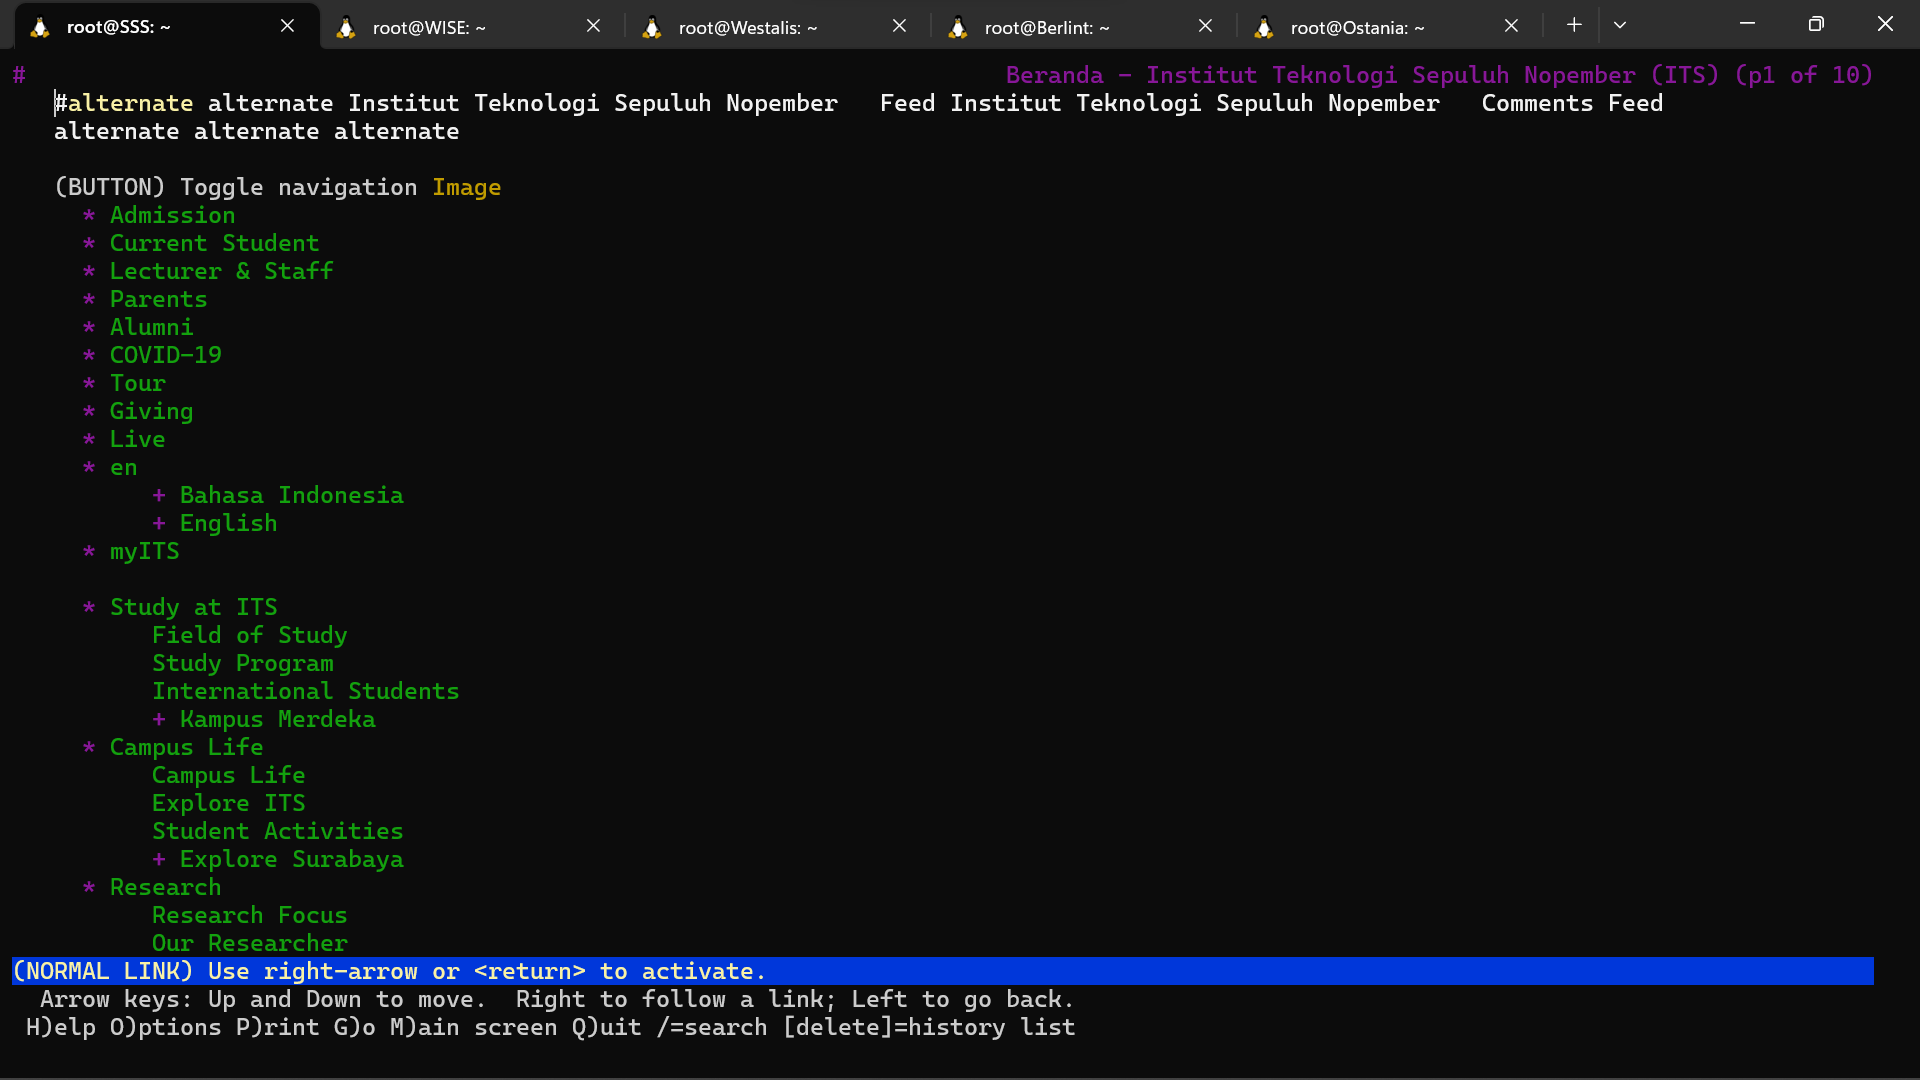 root@SSS: ~ root@WISE: ~ root@Westalis: ~ root@Berlint: ~ root@Ostania: ~
# Beranda - Institut Teknologi Sepuluh Nopember (ITS) (p1 of 10)
#alternate alternate Institut Teknologi Sepuluh Nopember Feed Institut Teknologi Sepuluh Nopember Comments Feed
alternate alternate alternate
(BUTTON) Toggle navigation Image
* Admission
* Current Student
* Lecturer & Staff
* Parents
* Alumni
* COVID-19
* Tour
* Giving
* Live
* en
+ Bahasa Indonesia
+ English
* myITS
* Study at ITS
Field of Study
Study Program
International Students
+ Kampus Merdeka
* Campus Life
Campus Life
Explore ITS
Student Activities
+ Explore Surabaya
* Research
Research Focus
Our Researcher
(NORMAL LINK) Use right-arrow or <return> to activate.
Arrow keys: Up and Down to move. Right to follow a link; Left to go back.
H)elp O)ptions P)rint G)o M)ain screen Q)uit /=search [delete]=history list